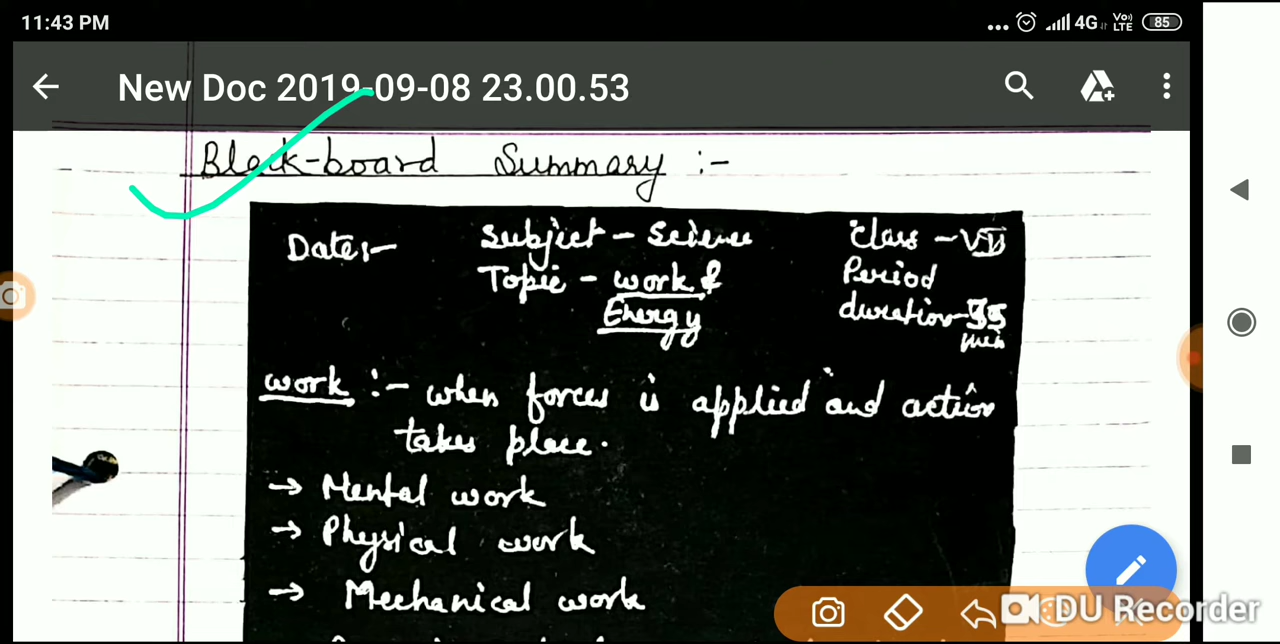 11:43 PM
4G VoLTE 85
New Doc 2019-09-08 23.00.53
Black-board Summary :-
Date:- Subject - Science Class -
Topic - work & Period
Energy duration-35
min
work :- when forces is applied and action
takes place.
→ Mental work
→ Physical work
→ Mechanical work
DU Recorder